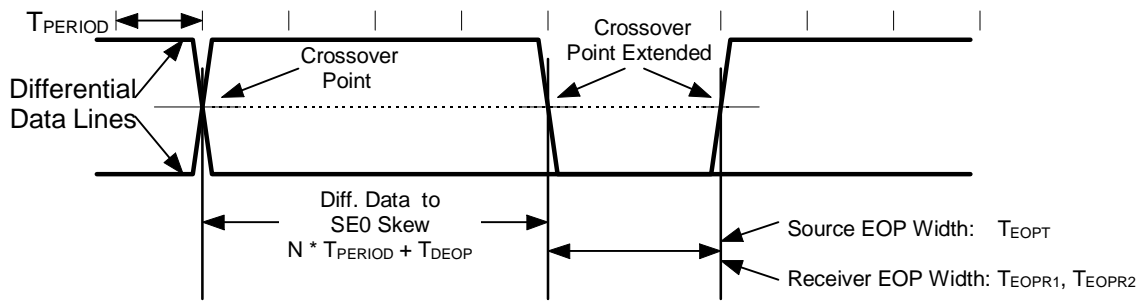 TPERIOD
Differential
Data Lines
Crossover
Point
Crossover
Point Extended
Diff. Data to
SE0 Skew
N * TPERIOD + TDEOP
Source EOP Width: TEOPT
Receiver EOP Width: TEOPR1, TEOPR2